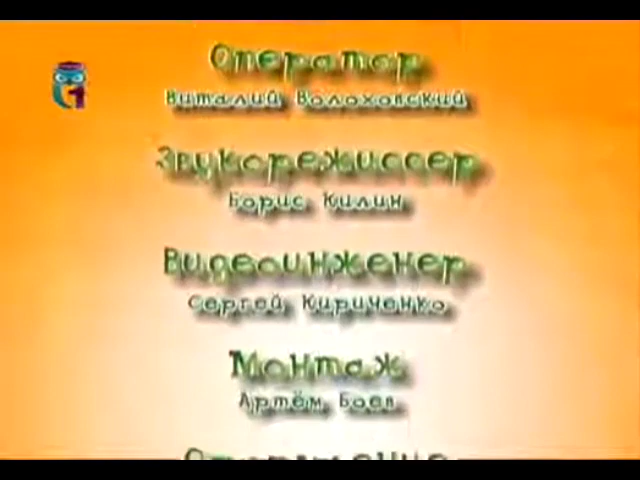 Оператор
Виталий Волоховский
Звукорежиссер
Борис Килин
Видеоинженер
Сергей Кириченко
Монтаж
Артём Боев